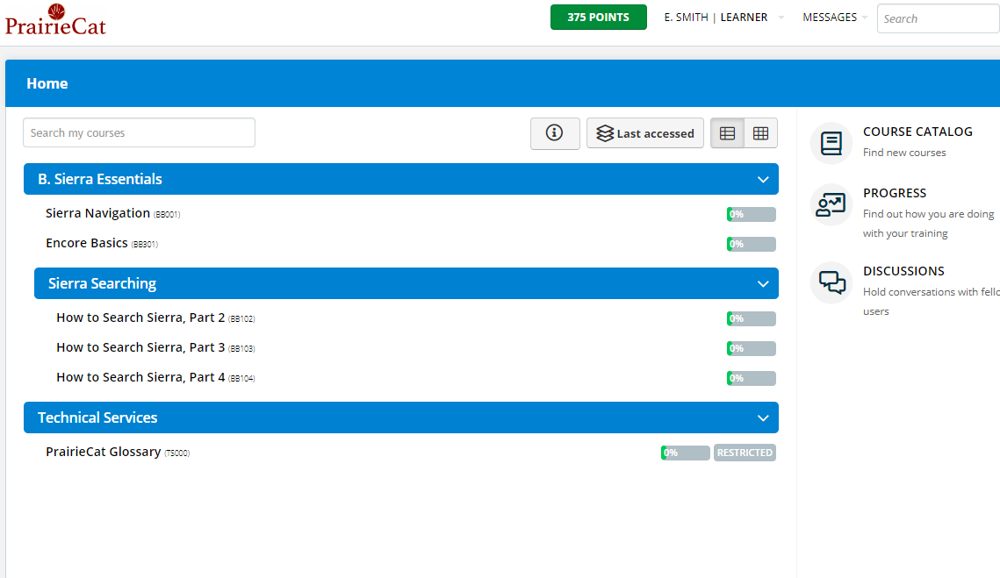 PrairieCat
375 POINTS
E. SMITH | LEARNER
MESSAGES
Search
Home
Search my courses
Last accessed
B. Sierra Essentials
Sierra Navigation (BB001)
0%
Encore Basics (BB301)
0%
Sierra Searching
How to Search Sierra, Part 2 (BB102)
0%
How to Search Sierra, Part 3 (BB103)
0%
How to Search Sierra, Part 4 (BB104)
0%
Technical Services
PrairieCat Glossary (TS000)
0%
RESTRICTED
COURSE CATALOG
Find new courses
PROGRESS
Find out how you are doing
with your training
DISCUSSIONS
Hold conversations with fello
users